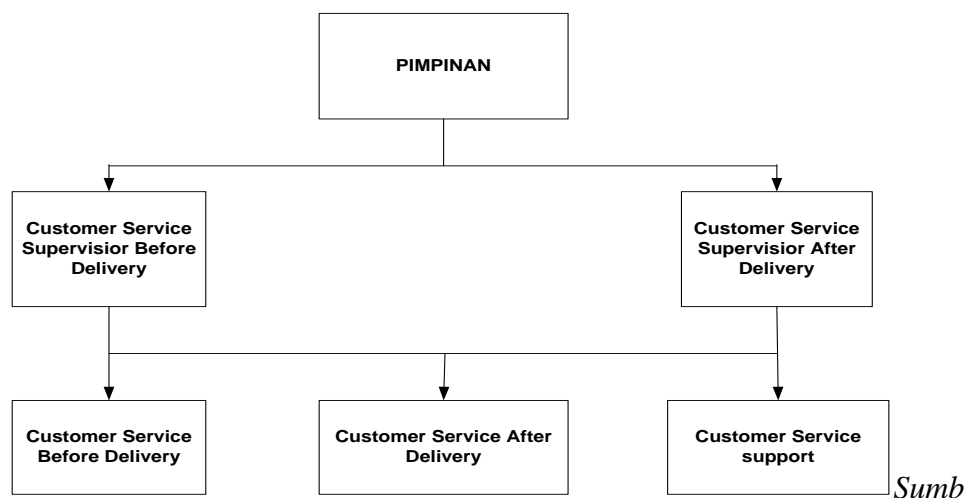 PIMPINAN
Customer Service
Supervisior Before
Delivery
Customer Service
Supervisior After
Delivery
Customer Service
Before Delivery
Customer Service After
Delivery
Customer Service
support
Sumb